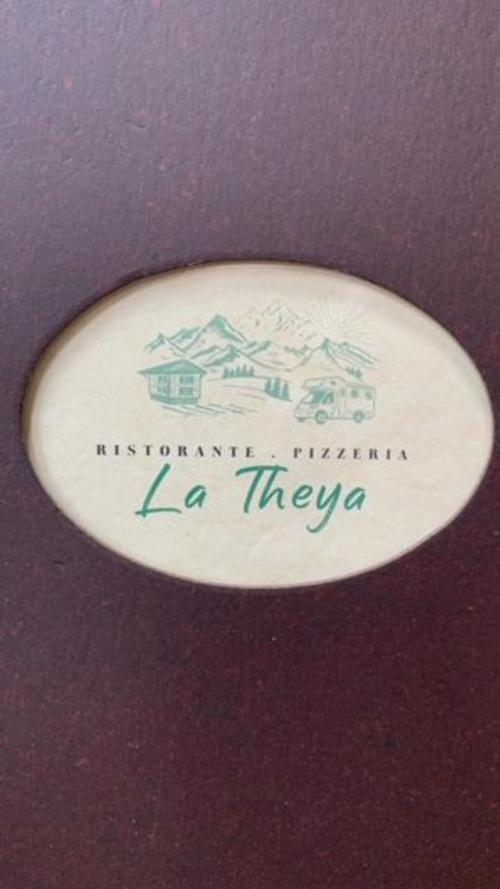 RISTORANTE . PIZZERIA
La Theya